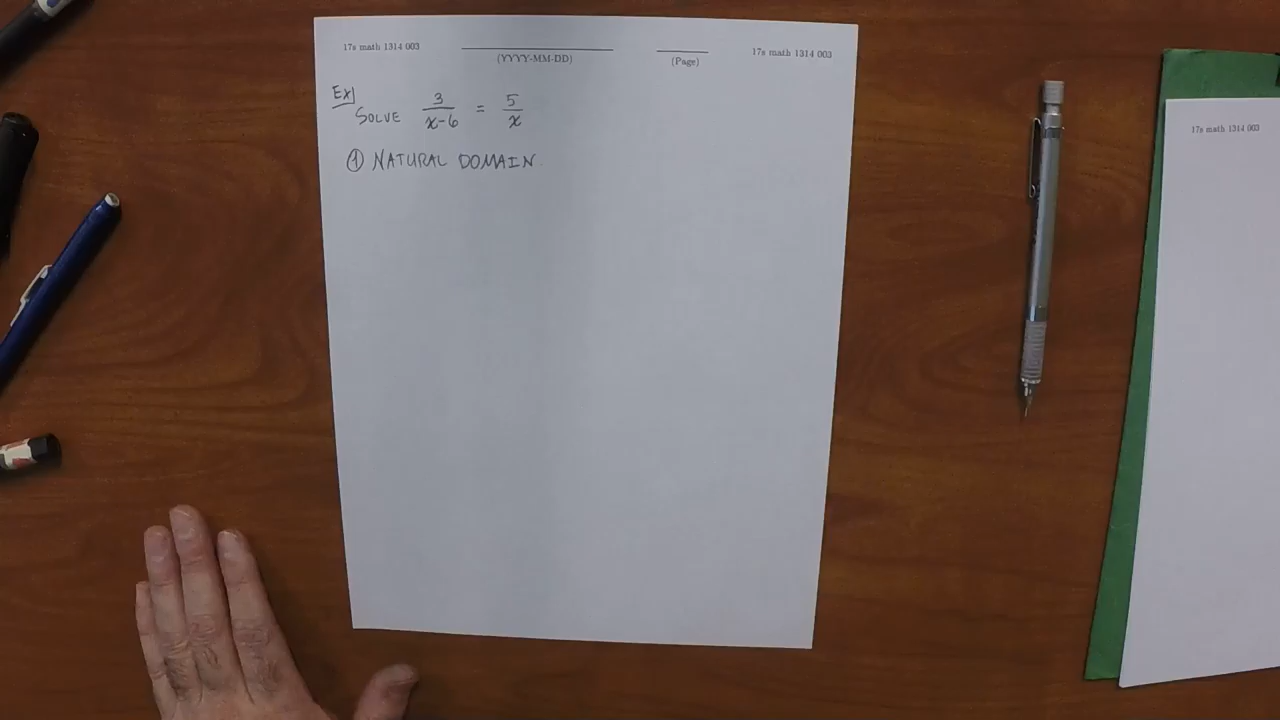 17s math 1314 003 (YYYY-MM-DD) (Page) 17s math 1314 003
Ex]
SOLVE 3/(x-6) = 5/x
① NATURAL DOMAIN
17s math 1314 003